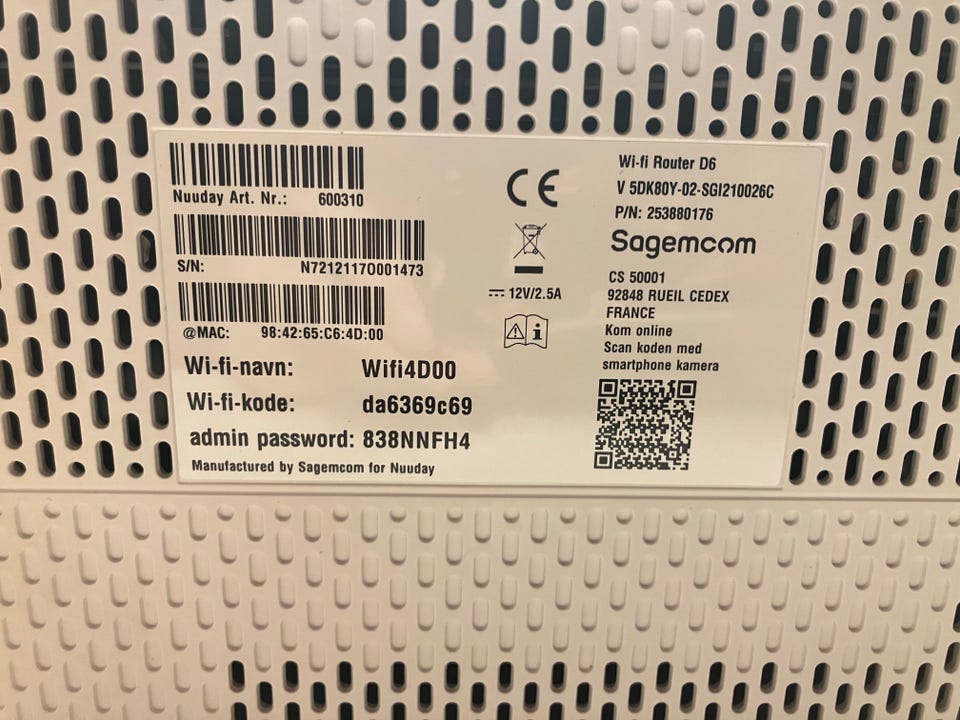 Nuuday Art. Nr.: 600310
S/N: N7212117O001473
@MAC: 98:42:65:C6:4D:00
Wi-fi-navn: Wifi4D00
Wi-fi-kode: da6369c69
admin password: 838NNFH4
Manufactured by Sagemcom for Nuuday
CE
12V/2.5A
i
Wi-fi Router D6
V 5DK80Y-02-SGI210026C
P/N: 253880176
Sagemcom
CS 50001
92848 RUEIL CEDEX
FRANCE
Kom online
Scan koden med
smartphone kamera